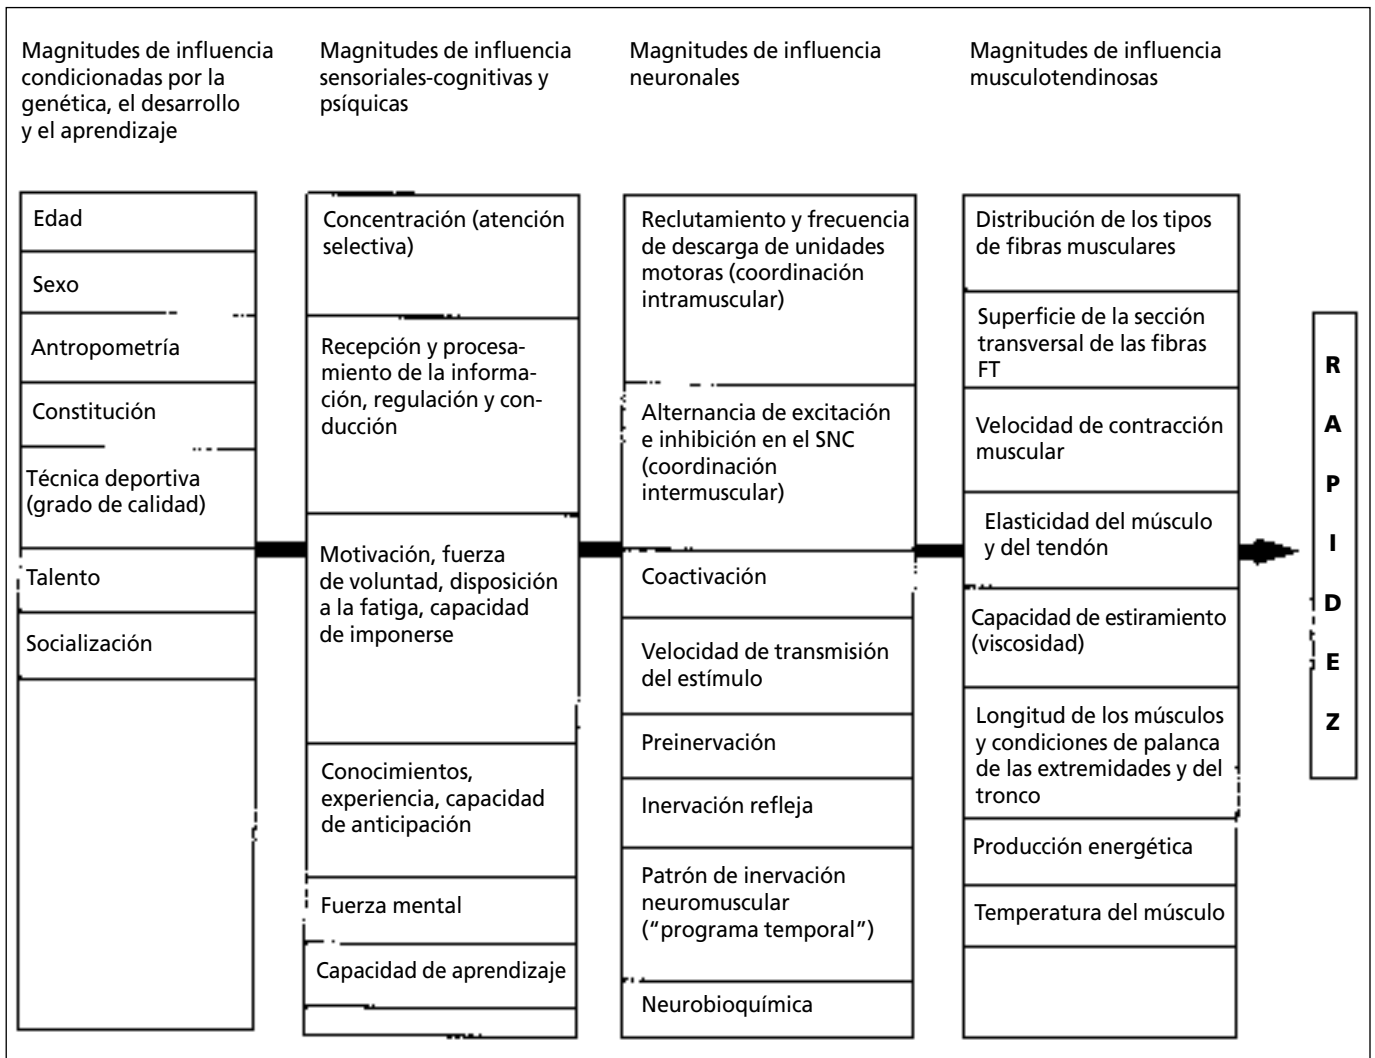 Magnitudes de influencia
condicionadas por la
genética, el desarrollo
y el aprendizaje
Magnitudes de influencia
sensoriales-cognitivas y
psíquicas
Magnitudes de influencia
neuronales
Magnitudes de influencia
musculotendinosas
Edad
Sexo
Antropometría
Constitución
Técnica deportiva
(grado de calidad)
Talento
Socialización
Concentración (atención
selectiva)
Recepción y procesa-
miento de la informa-
ción, regulación y con-
ducción
Motivación, fuerza
de voluntad, disposición
a la fatiga, capacidad
de imponerse
Conocimientos,
experiencia, capacidad
de anticipación
Fuerza mental
Capacidad de aprendizaje
Reclutamiento y frecuencia
de descarga de unidades
motoras (coordinación
intramuscular)
Alternancia de excitación
e inhibición en el SNC
(coordinación
intermuscular)
Coactivación
Velocidad de transmisión
del estímulo
Preinervación
Inervación refleja
Patrón de inervación
neuromuscular
("programa temporal")
Neurobioquímica
Distribución de los tipos
de fibras musculares
Superficie de la sección
transversal de las fibras
FT
Velocidad de contracción
muscular
Elasticidad del músculo
y del tendón
Capacidad de estiramiento
(viscosidad)
Longitud de los músculos
y condiciones de palanca
de las extremidades y del
tronco
Producción energética
Temperatura del músculo
R
A
P
I
D
E
Z